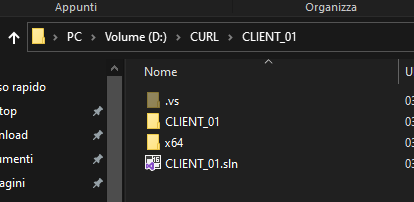 Appunti Organizza
PC > Volume (D:) > CURL > CLIENT_01
Nome
so rapido
.vs
top
CLIENT_01
nload
x64
umenti
CLIENT_01.sln
agini